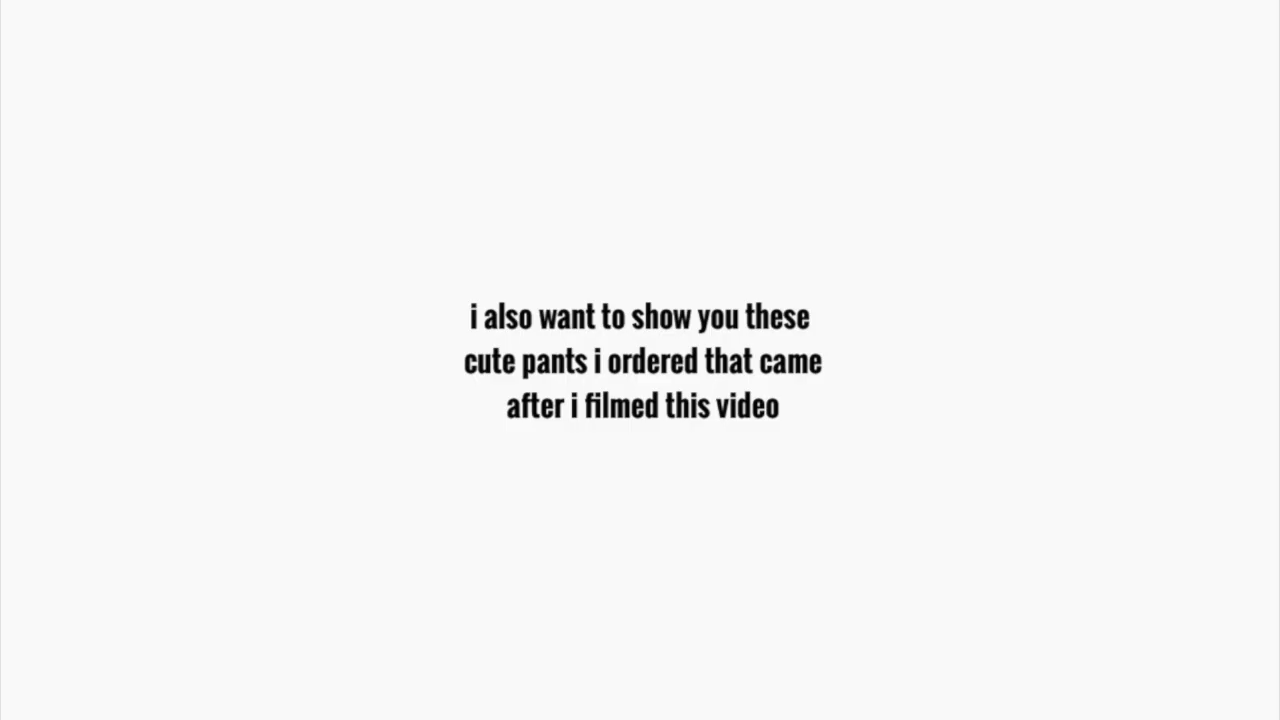 i also want to show you these
cute pants i ordered that came
after i filmed this video